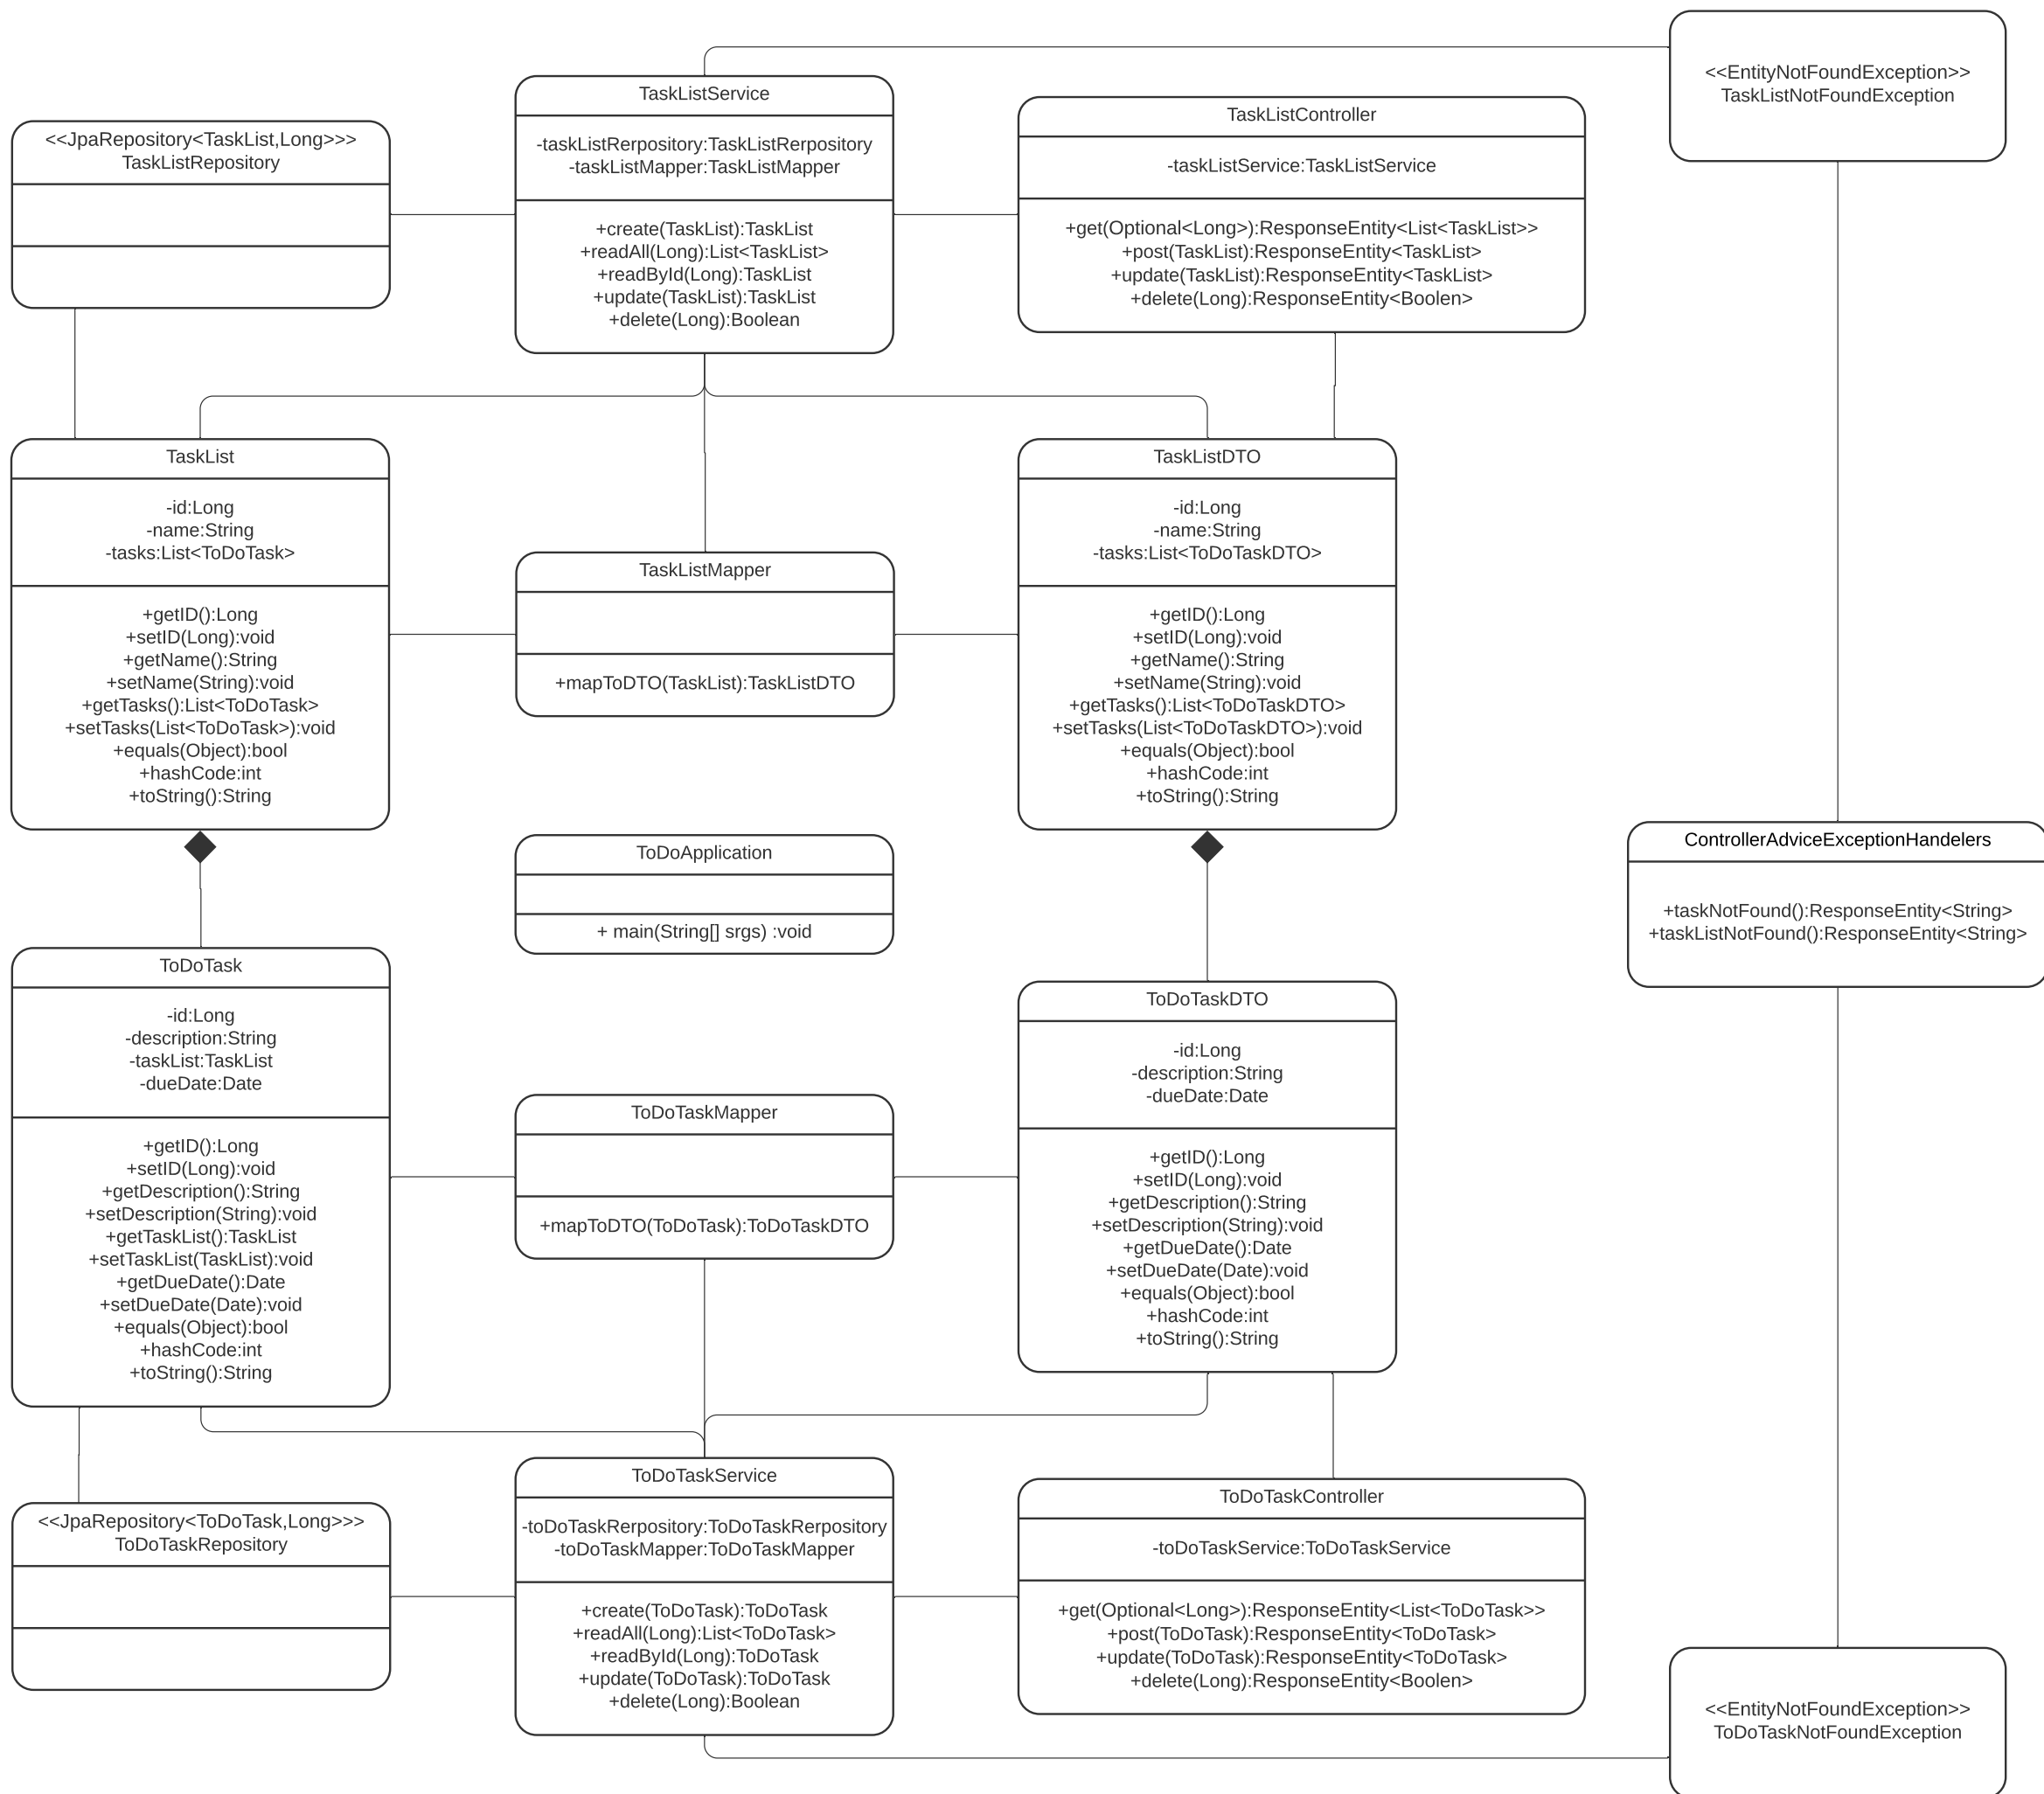 <<EntityNotFoundException>>
TaskListNotFoundException
TaskListService
-taskListRerpository:TaskListRerpository
-taskListMapper:TaskListMapper
+create(TaskList):TaskList
+readAll(Long):List<TaskList>
+readById(Long):TaskList
+update(TaskList):TaskList
+delete(Long):Boolean
TaskListController
-taskListService:TaskListService
+get(Optional<Long>):ResponseEntity<List<TaskList>>
+post(TaskList):ResponseEntity<TaskList>
+update(TaskList):ResponseEntity<TaskList>
+delete(Long):ResponseEntity<Boolen>
<<JpaRepository<TaskList,Long>>>
TaskListRepository
TaskList
-id:Long
-name:String
-tasks:List<ToDoTask>
+getID():Long
+setID(Long):void
+getName():String
+setName(String):void
+getTasks():List<ToDoTask>
+setTasks(List<ToDoTask>):void
+equals(Object):bool
+hashCode:int
+toString():String
TaskListMapper
+mapToDTO(TaskList):TaskListDTO
TaskListDTO
-id:Long
-name:String
-tasks:List<ToDoTaskDTO>
+getID():Long
+setID(Long):void
+getName():String
+setName(String):void
+getTasks():List<ToDoTaskDTO>
+setTasks(List<ToDoTaskDTO>):void
+equals(Object):bool
+hashCode:int
+toString():String
ToDoApplication
+ main(String[] srgs) :void
ControllerAdviceExceptionHandelers
+taskNotFound():ResponseEntity<String>
+taskListNotFound():ResponseEntity<String>
ToDoTask
-id:Long
-description:String
-taskList:TaskList
-dueDate:Date
+getID():Long
+setID(Long):void
+getDescription():String
+setDescription(String):void
+getTaskList():TaskList
+setTaskList(TaskList):void
+getDueDate():Date
+setDueDate(Date):void
+equals(Object):bool
+hashCode:int
+toString():String
ToDoTaskMapper
+mapToDTO(ToDoTask):ToDoTaskDTO
ToDoTaskDTO
-id:Long
-description:String
-dueDate:Date
+getID():Long
+setID(Long):void
+getDescription():String
+setDescription(String):void
+getDueDate():Date
+setDueDate(Date):void
+equals(Object):bool
+hashCode:int
+toString():String
<<JpaRepository<ToDoTask,Long>>>
ToDoTaskRepository
ToDoTaskService
-toDoTaskRerpository:ToDoTaskRerpository
-toDoTaskMapper:ToDoTaskMapper
+create(ToDoTask):ToDoTask
+readAll(Long):List<ToDoTask>
+readById(Long):ToDoTask
+update(ToDoTask):ToDoTask
+delete(Long):Boolean
ToDoTaskController
-toDoTaskService:ToDoTaskService
+get(Optional<Long>):ResponseEntity<List<ToDoTask>>
+post(ToDoTask):ResponseEntity<ToDoTask>
+update(ToDoTask):ResponseEntity<ToDoTask>
+delete(Long):ResponseEntity<Boolen>
<<EntityNotFoundException>>
ToDoTaskNotFoundException